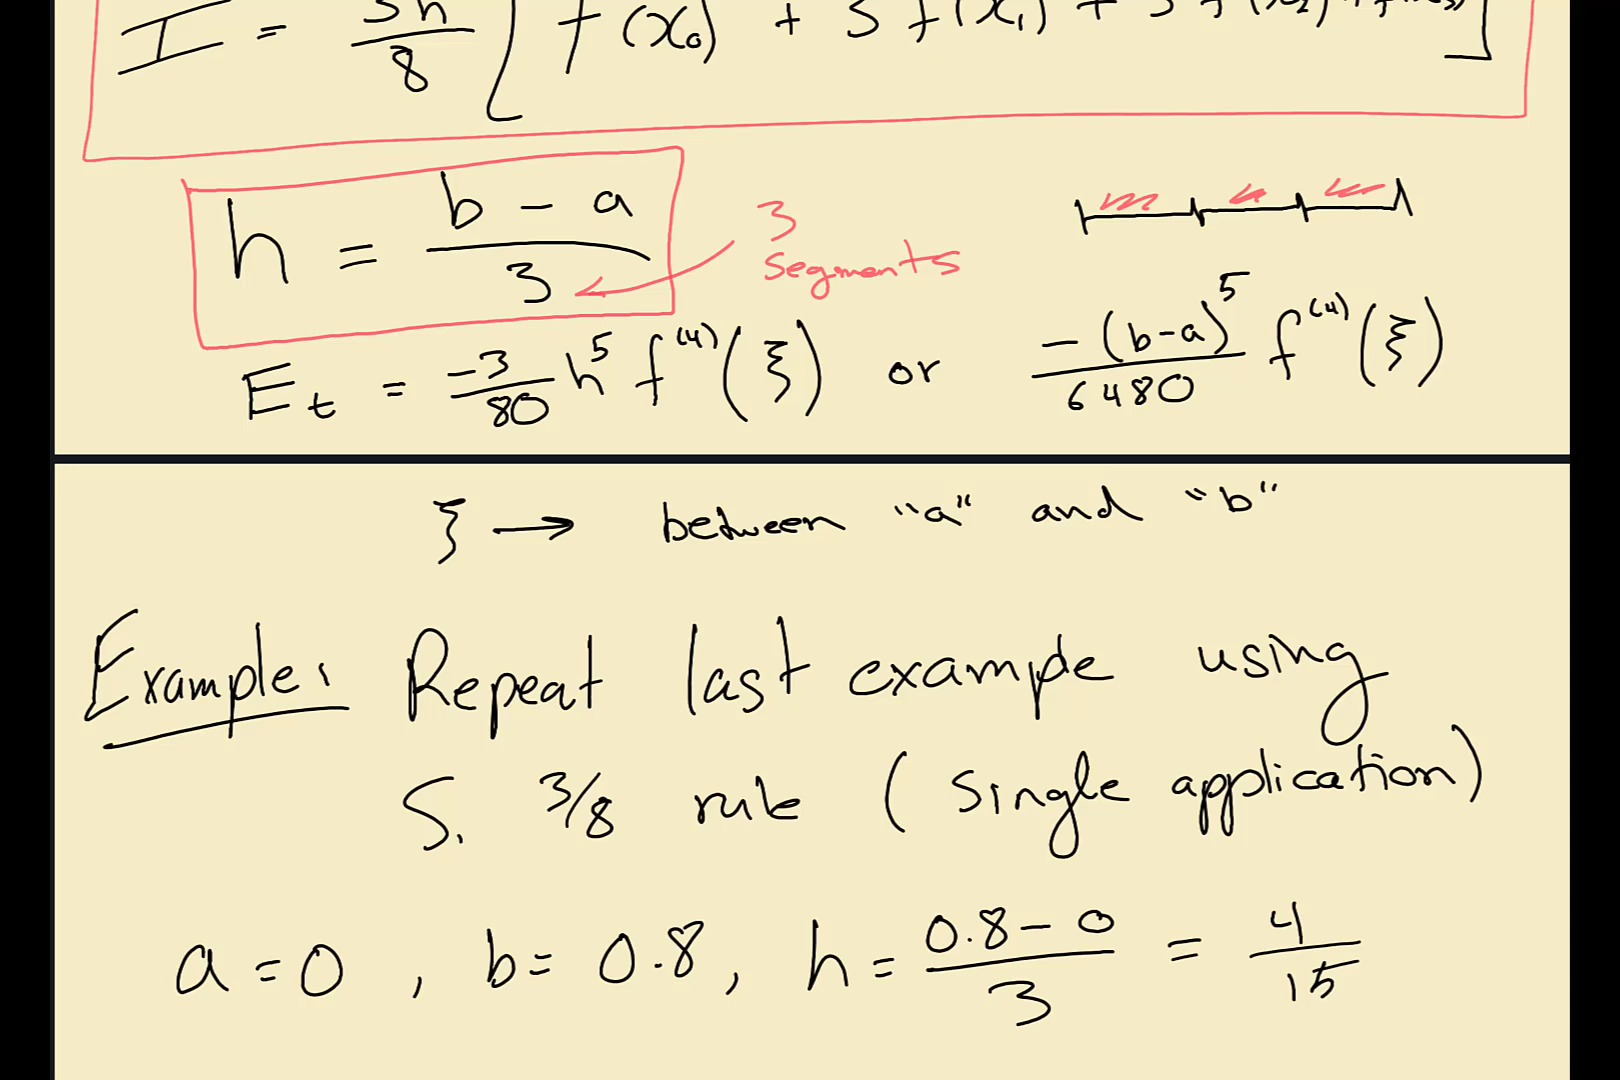 I = 3h/8 [ f(x₀) + 3 f(x₁) + 3 f(x₂) + f(x₃) ]
h = (b - a)/3
3
segments
E_t = -3/80 h⁵ f⁽⁴⁾(ξ) or -(b-a)⁵/6480 f⁽⁴⁾(ξ)
ξ → between "a" and "b"
Example: Repeat last example using
S. 3/8 rule (single application)
a = 0, b = 0.8, h = (0.8 - 0)/3 = 4/15